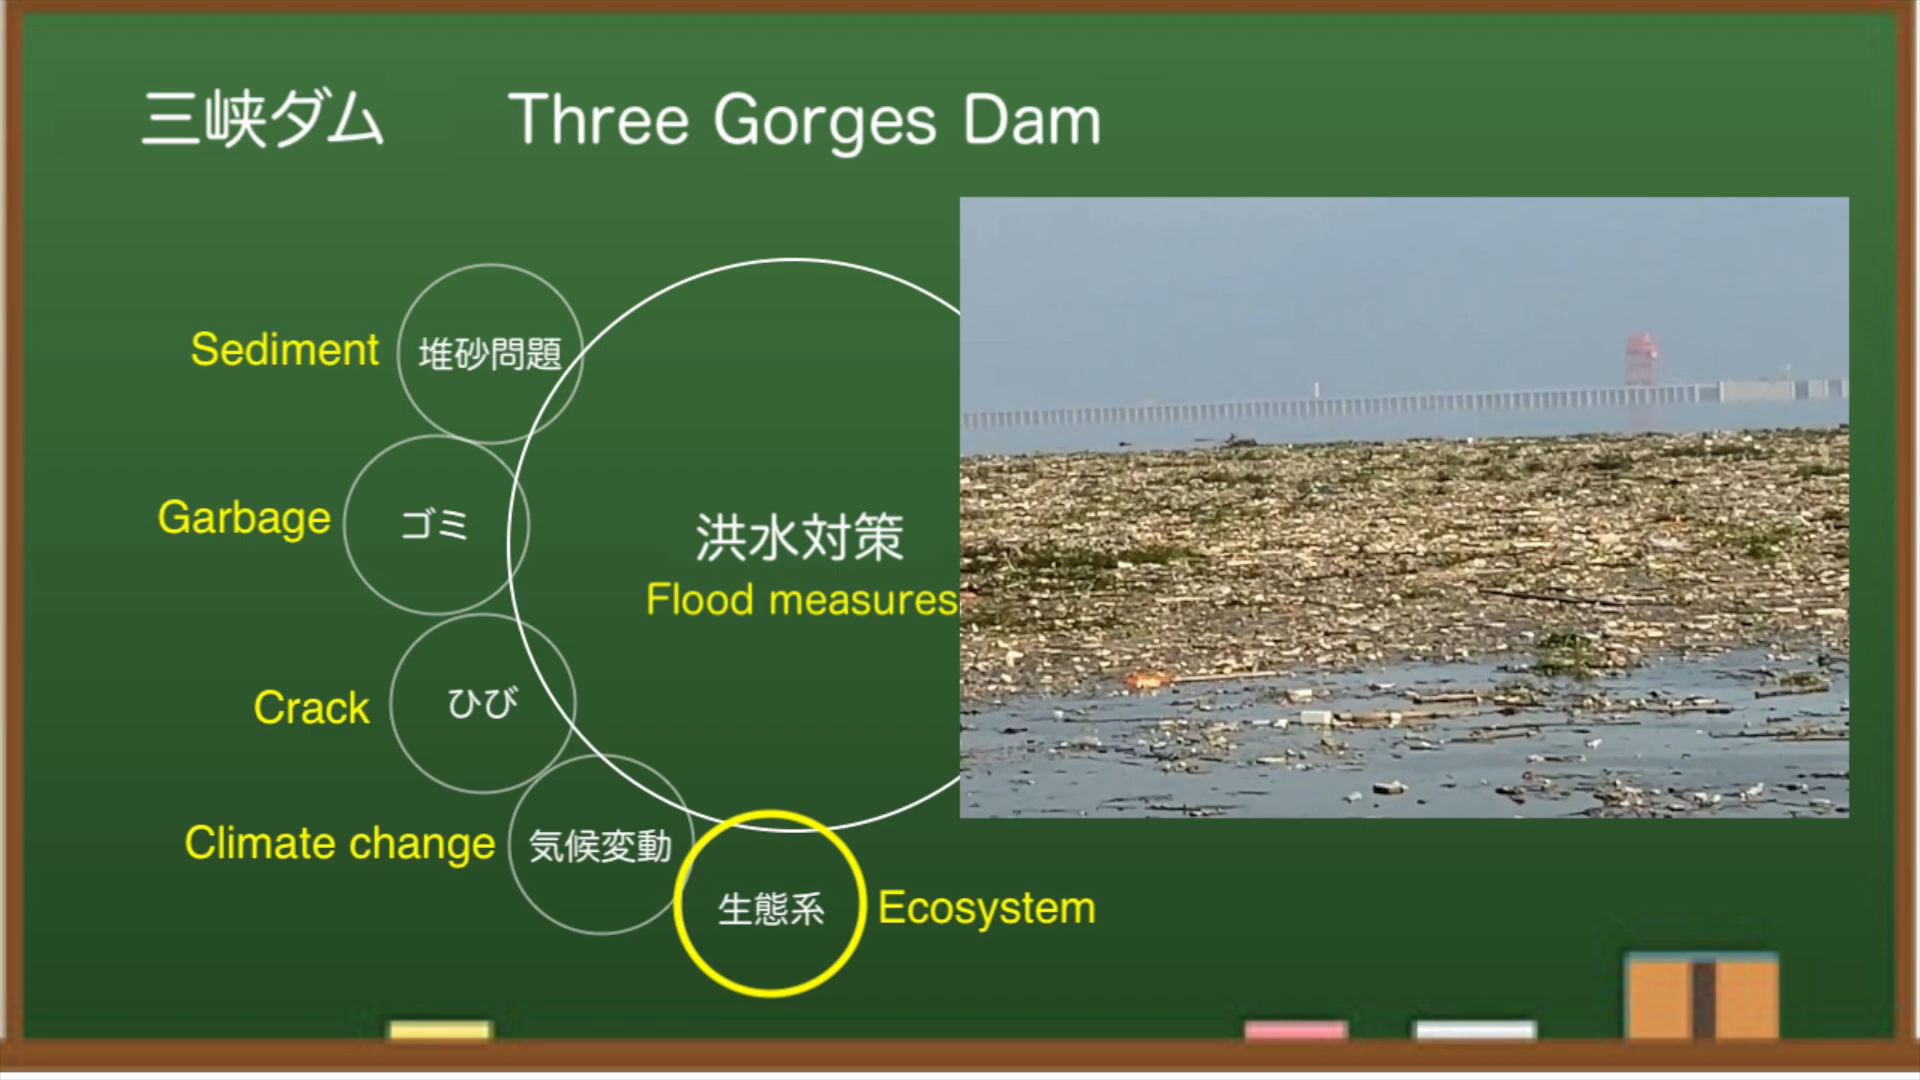 三峡ダム Three Gorges Dam
Sediment 堆砂問題
Garbage ゴミ
洪水対策
Flood measures
Crack ひび
Climate change 気候変動
生態系 Ecosystem